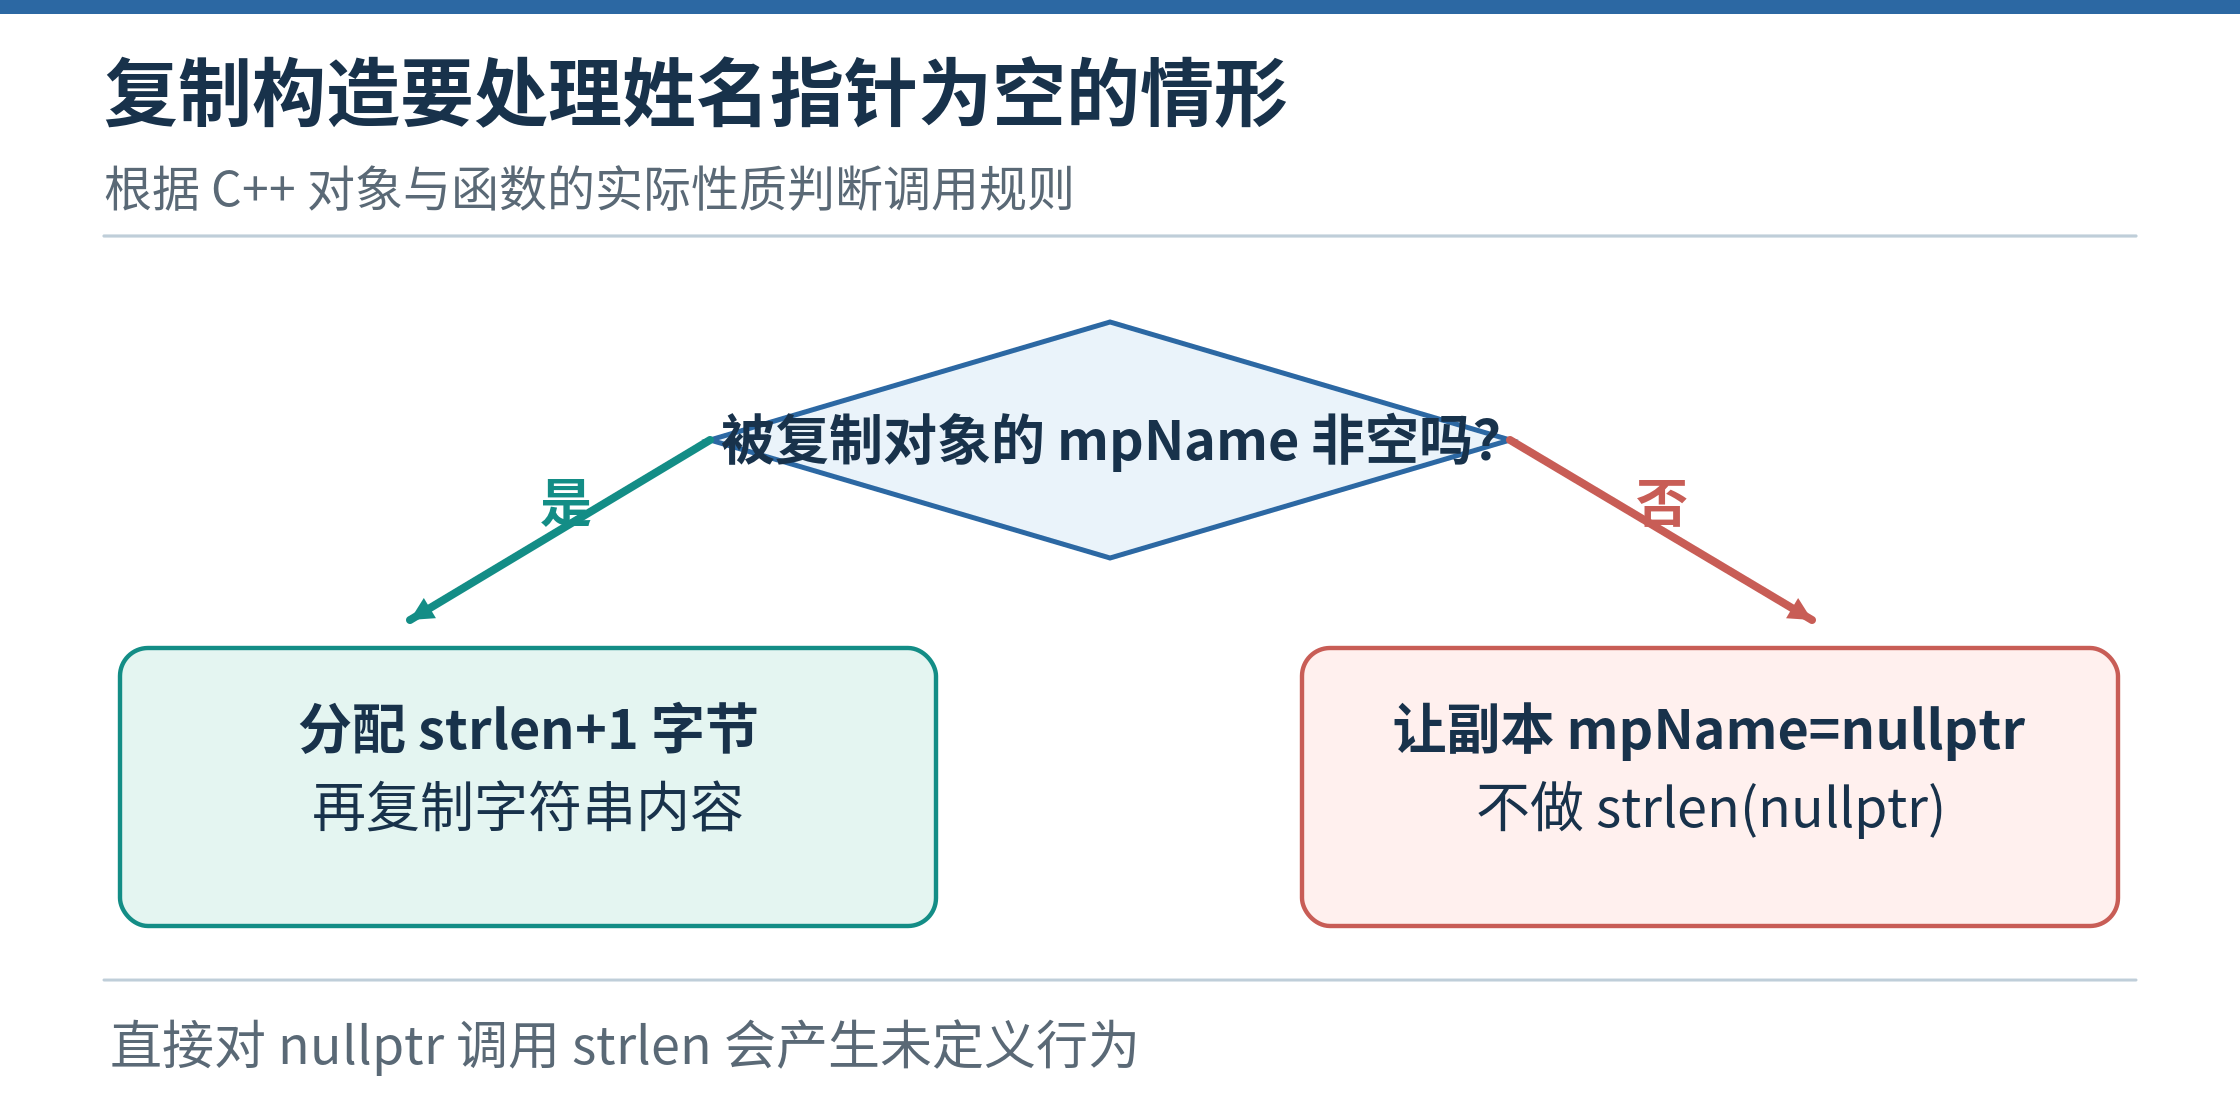 复制构造要处理姓名指针为空的情形
根据 C++ 对象与函数的实际性质判断调用规则
被复制对象的 mpName 非空吗?
是
否
分配 strlen+1 字节
再复制字符串内容
让副本 mpName=nullptr
不做 strlen(nullptr)
直接对 nullptr 调用 strlen 会产生未定义行为